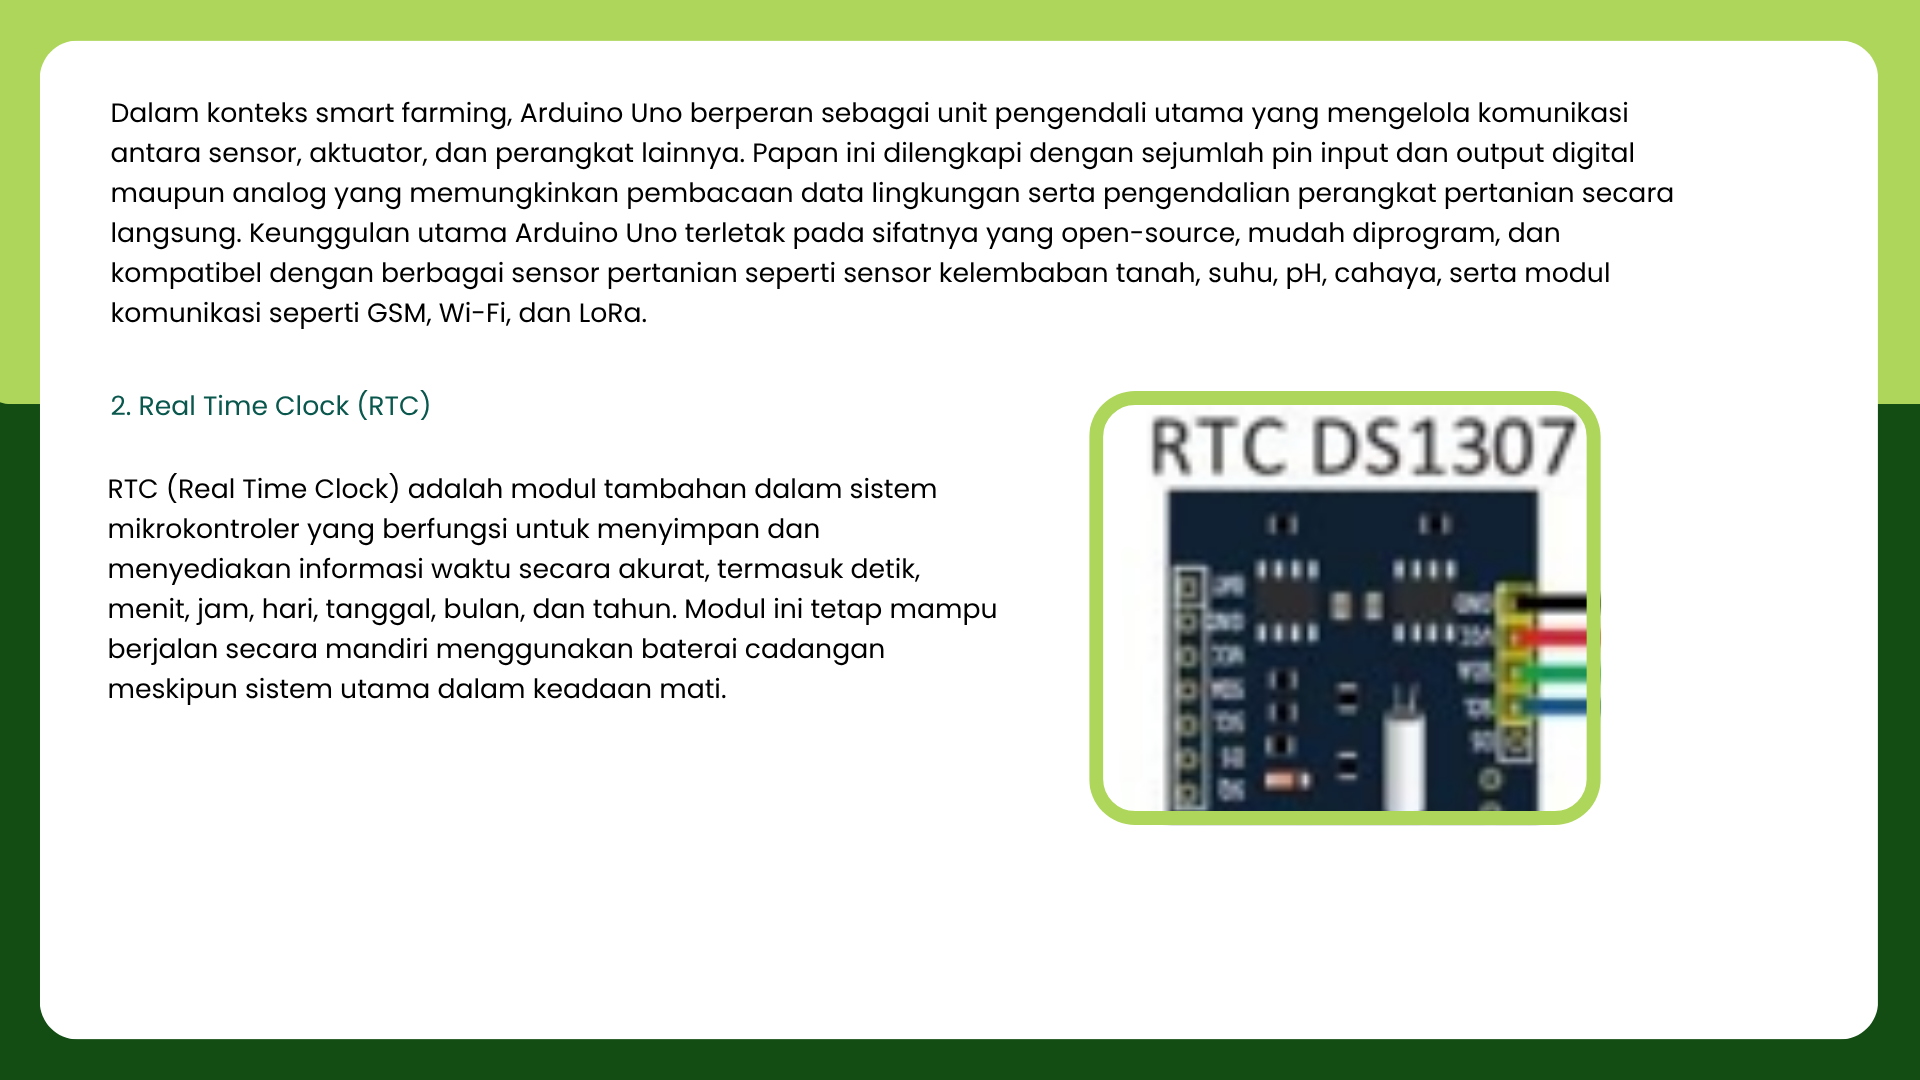 Dalam konteks smart farming, Arduino Uno berperan sebagai unit pengendali utama yang mengelola komunikasi
antara sensor, aktuator, dan perangkat lainnya. Papan ini dilengkapi dengan sejumlah pin input dan output digital
maupun analog yang memungkinkan pembacaan data lingkungan serta pengendalian perangkat pertanian secara
langsung. Keunggulan utama Arduino Uno terletak pada sifatnya yang open-source, mudah diprogram, dan
kompatibel dengan berbagai sensor pertanian seperti sensor kelembaban tanah, suhu, pH, cahaya, serta modul
komunikasi seperti GSM, Wi-Fi, dan LoRa.
2. Real Time Clock (RTC)
RTC (Real Time Clock) adalah modul tambahan dalam sistem
mikrokontroler yang berfungsi untuk menyimpan dan
menyediakan informasi waktu secara akurat, termasuk detik,
menit, jam, hari, tanggal, bulan, dan tahun. Modul ini tetap mampu
berjalan secara mandiri menggunakan baterai cadangan
meskipun sistem utama dalam keadaan mati.
RTC DS1307